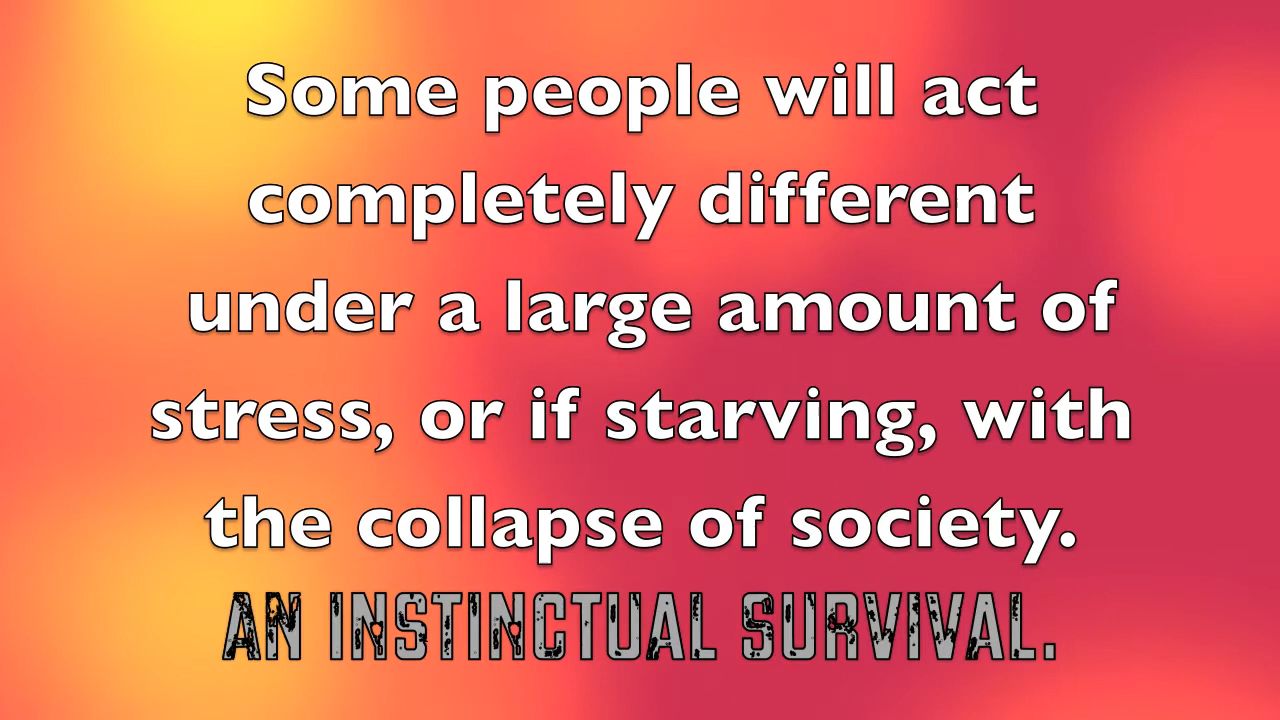 Some people will act
completely different
under a large amount of
stress, or if starving, with
the collapse of society.
AN INSTINCTUAL SURVIVAL.